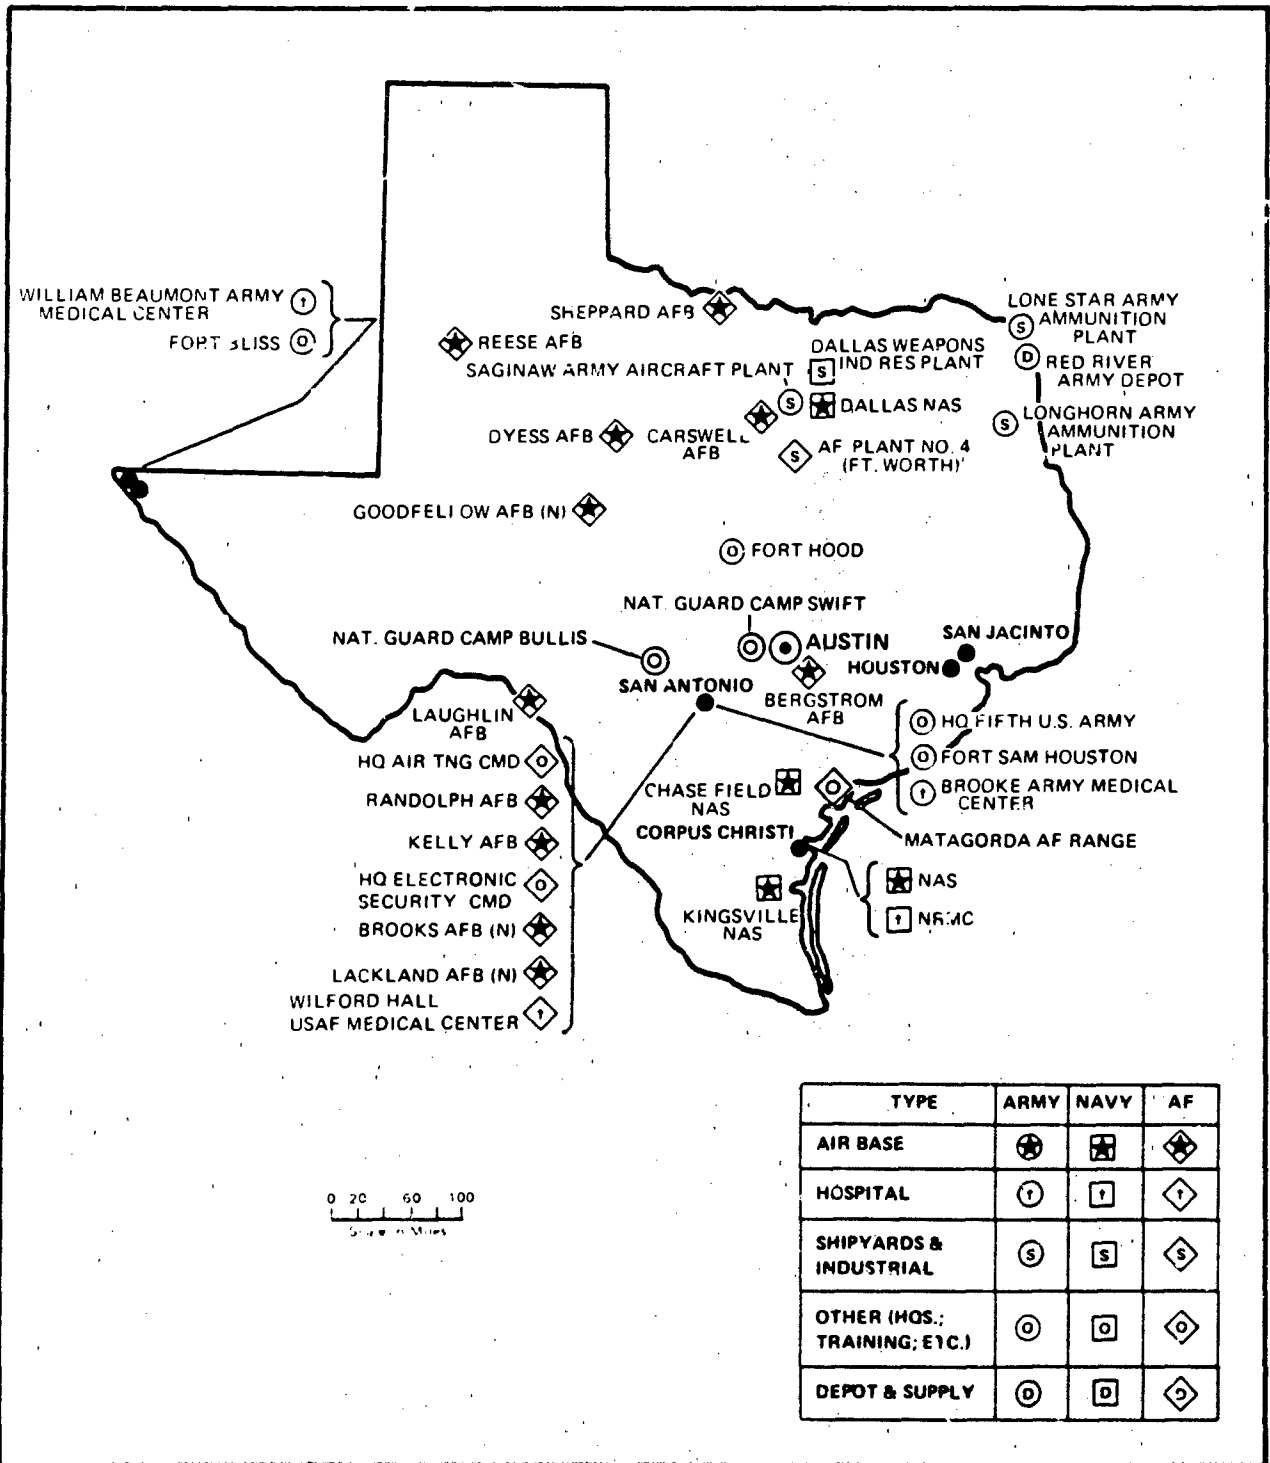 WILLIAM BEAUMONT ARMY
MEDICAL CENTER
FORT BLISS
SHEPPARD AFB
REESE AFB
LONE STAR ARMY
AMMUNITION
PLANT
DALLAS WEAPONS
IND RES PLANT
SAGINAW ARMY AIRCRAFT PLANT
RED RIVER
ARMY DEPOT
DALLAS NAS
LONGHORN ARMY
AMMUNITION
PLANT
DYESS AFB
CARSWELL
AFB
AF PLANT NO. 4
(FT. WORTH)
GOODFELLOW AFB (N)
FORT HOOD
NAT. GUARD CAMP SWIFT
NAT. GUARD CAMP BULLIS
AUSTIN
SAN JACINTO
HOUSTON
SAN ANTONIO
BERGSTROM
AFB
LAUGHLIN
AFB
HQ FIFTH U.S. ARMY
FORT SAM HOUSTON
BROOKE ARMY MEDICAL
CENTER
HQ AIR TNG CMD
RANDOLPH AFB
KELLY AFB
HQ ELECTRONIC
SECURITY CMD
BROOKS AFB (N)
LACKLAND AFB (N)
WILFORD HALL
USAF MEDICAL CENTER
CHASE FIELD
NAS
CORPUS CHRISTI
MATAGORDA AF RANGE
NAS
NRMC
KINGSVILLE
NAS
0 20 60 100
Scale in Miles
TYPE ARMY NAVY AF
AIR BASE
HOSPITAL
SHIPYARDS & INDUSTRIAL S S S
OTHER (HQS.; TRAINING; ETC.) O O O
DEPOT & SUPPLY D D D